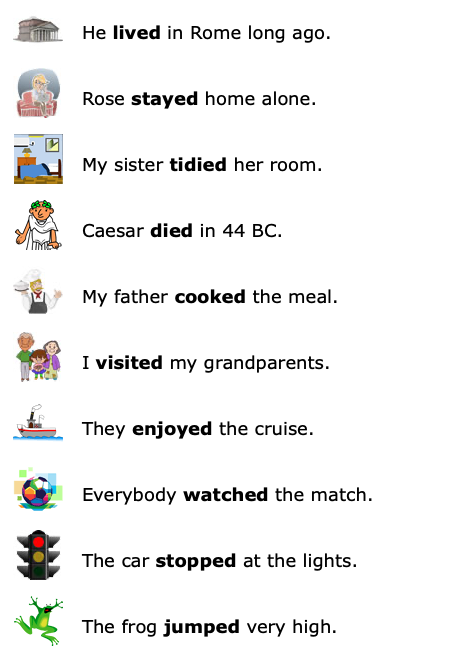 He lived in Rome long ago.
Rose stayed home alone.
My sister tidied her room.
Caesar died in 44 BC.
My father cooked the meal.
I visited my grandparents.
They enjoyed the cruise.
Everybody watched the match.
The car stopped at the lights.
The frog jumped very high.